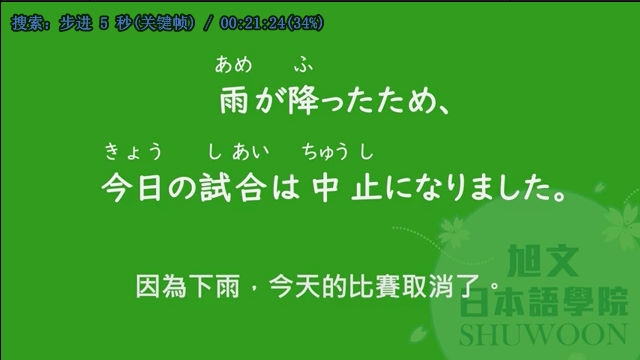 搜索: 步进 5 秒(关键帧) / 00:21:24(34%)
あめ ふ
雨が降ったため、
きょう しあい ちゅうし
今日の試合は中止になりました。
因為下雨，今天的比賽取消了。
旭文
日本語學院
SHUWOON